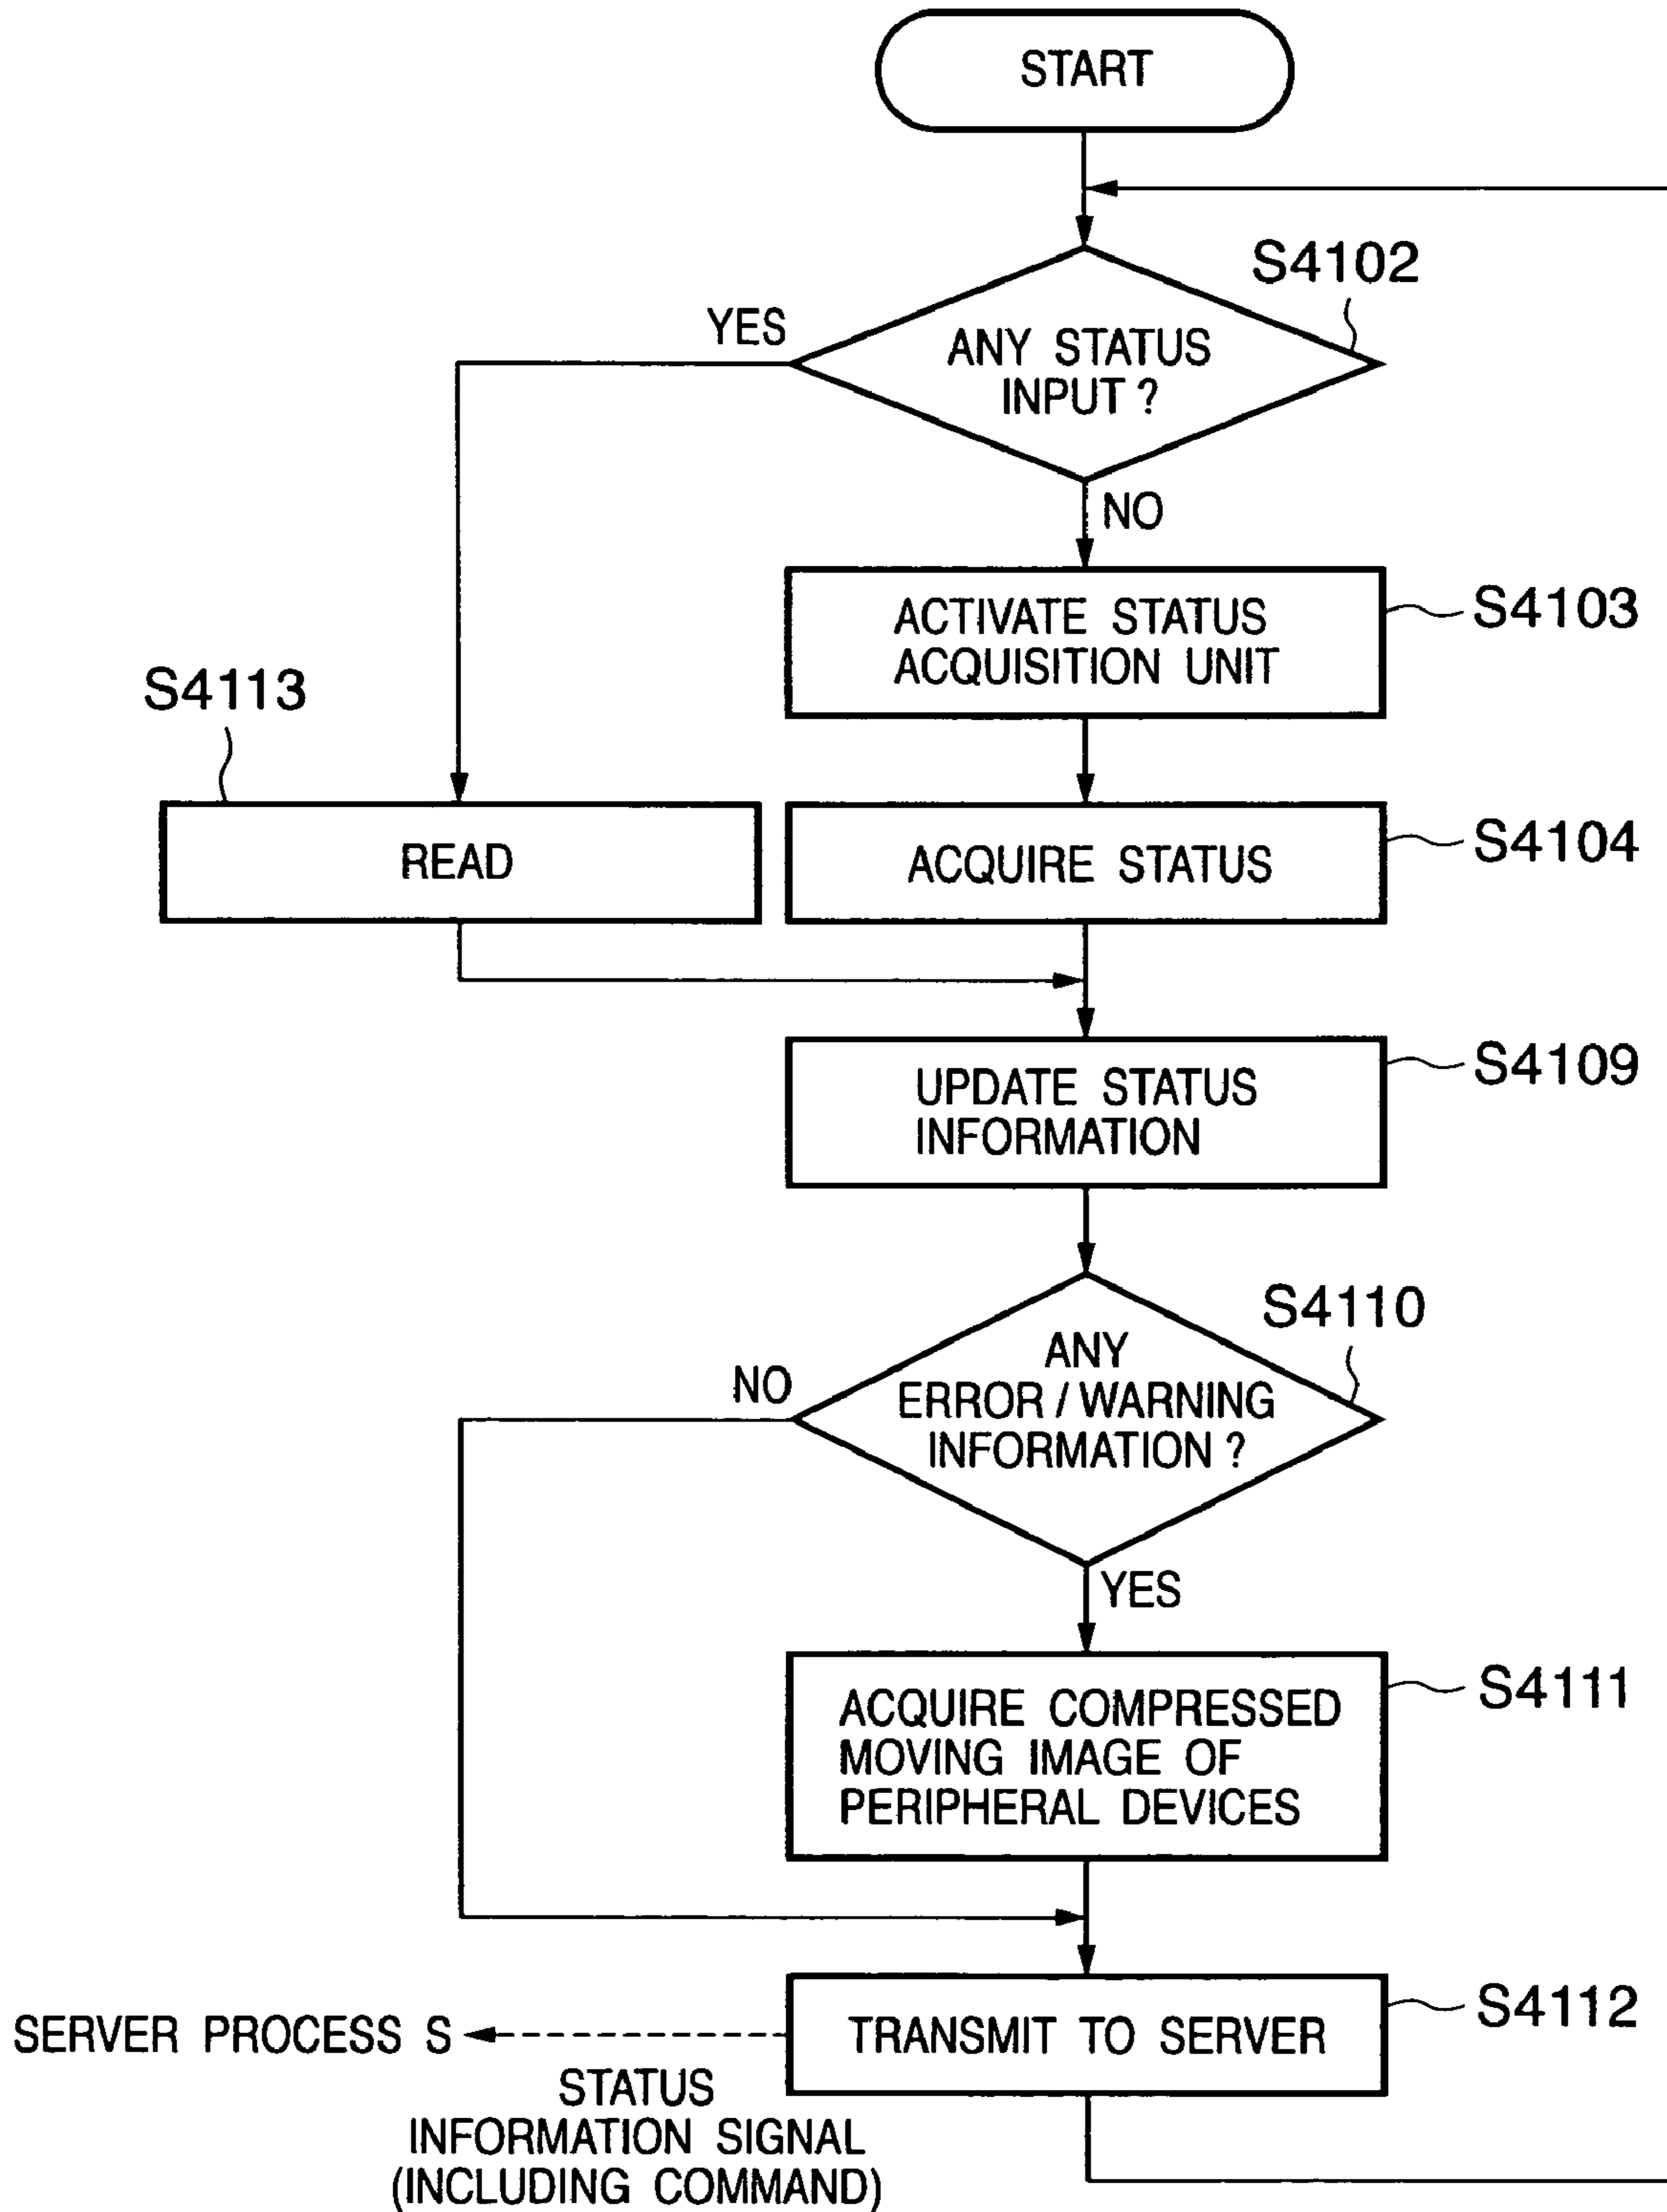 START
S4102
YES
ANY STATUS
INPUT ?
NO
ACTIVATE STATUS
ACQUISITION UNIT
S4103
S4113
READ
ACQUIRE STATUS
S4104
UPDATE STATUS
INFORMATION
S4109
S4110
NO
ANY
ERROR / WARNING
INFORMATION ?
YES
ACQUIRE COMPRESSED
MOVING IMAGE OF
PERIPHERAL DEVICES
S4111
SERVER PROCESS S
TRANSMIT TO SERVER
S4112
STATUS
INFORMATION SIGNAL
(INCLUDING COMMAND)